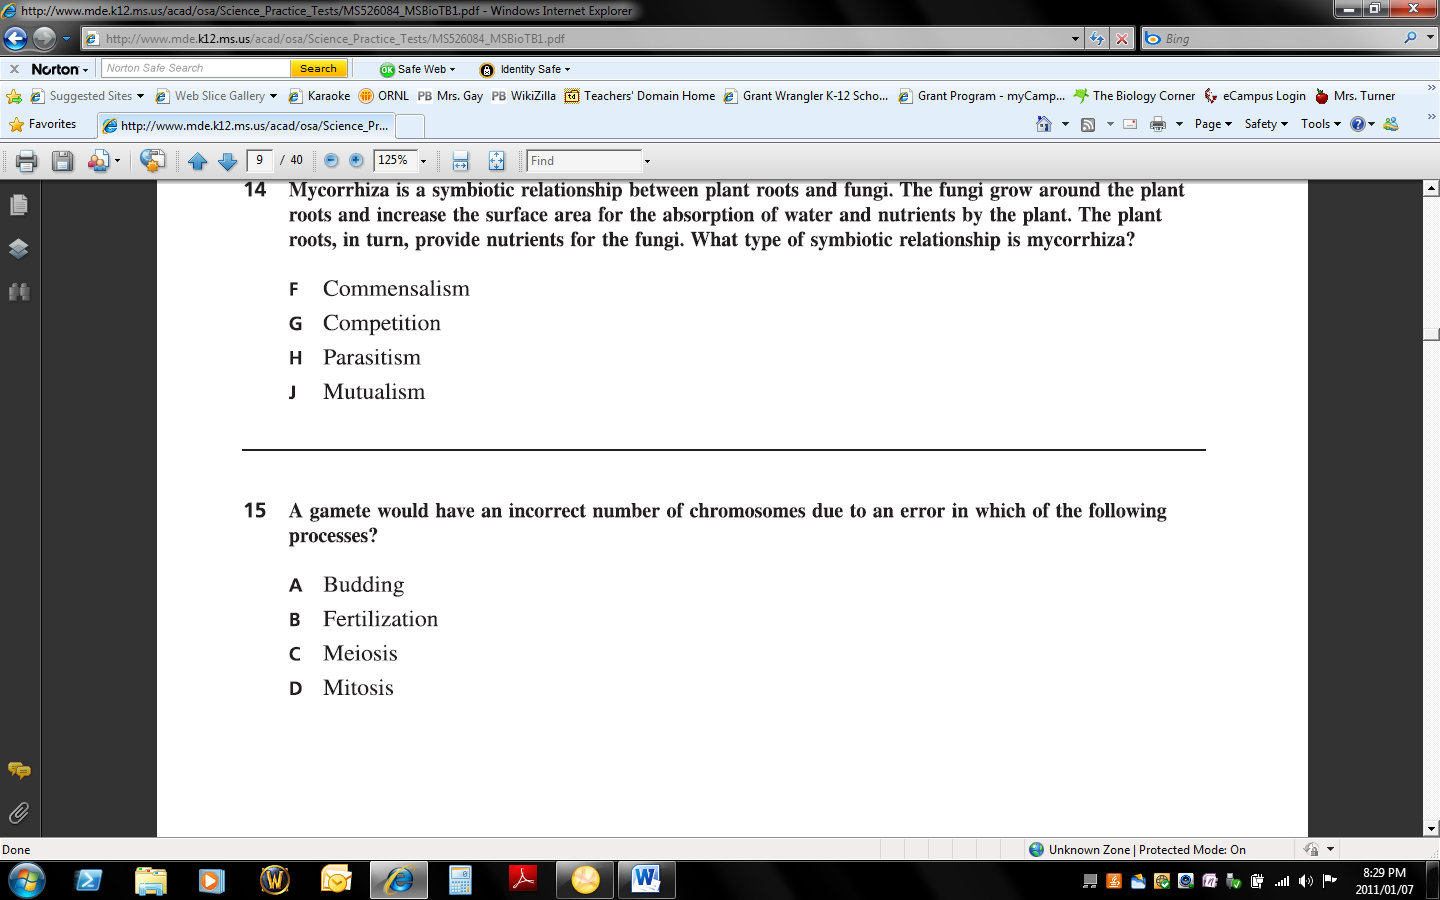 http://www.mde.k12.ms.us/acad/osa/Science_Practice_Tests/MS526084_MSBioTB1.pdf - Windows Internet Explorer
http://www.mde.k12.ms.us/acad/osa/Science_Practice_Tests/MS526084_MSBioTB1.pdf
Bing
X Norton Norton Safe Search Search OK Safe Web Identity Safe
Suggested Sites Web Slice Gallery Karaoke ORNL PB Mrs. Gay PB WikiZilla td Teachers' Domain Home Grant Wrangler K-12 Scho... Grant Program - myCamp... The Biology Corner eCampus Login Mrs. Turner
Favorites http://www.mde.k12.ms.us/acad/osa/Science_Pr... Page Safety Tools
9 / 40 125% Find
14 Mycorrhiza is a symbiotic relationship between plant roots and fungi. The fungi grow around the plant
roots and increase the surface area for the absorption of water and nutrients by the plant. The plant
roots, in turn, provide nutrients for the fungi. What type of symbiotic relationship is mycorrhiza?
F Commensalism
G Competition
H Parasitism
J Mutualism
15 A gamete would have an incorrect number of chromosomes due to an error in which of the following
processes?
A Budding
B Fertilization
C Meiosis
D Mitosis
Done Unknown Zone | Protected Mode: On
8:29 PM
2011/01/07